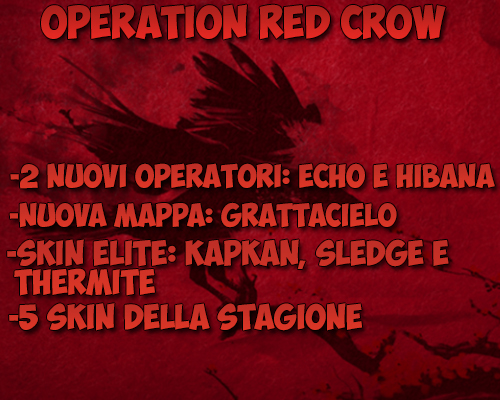 OPERATION RED CROW
-2 NUOVI OPERATORI: ECHO E HIBANA
-NUOVA MAPPA: GRATTACIELO
-SKIN ELITE: KAPKAN, SLEDGE E
THERMITE
-5 SKIN DELLA STAGIONE